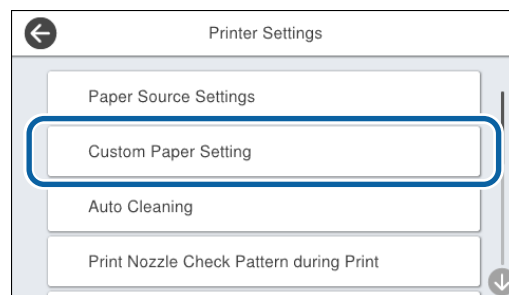 Printer Settings
Paper Source Settings
Custom Paper Setting
Auto Cleaning
Print Nozzle Check Pattern during Print